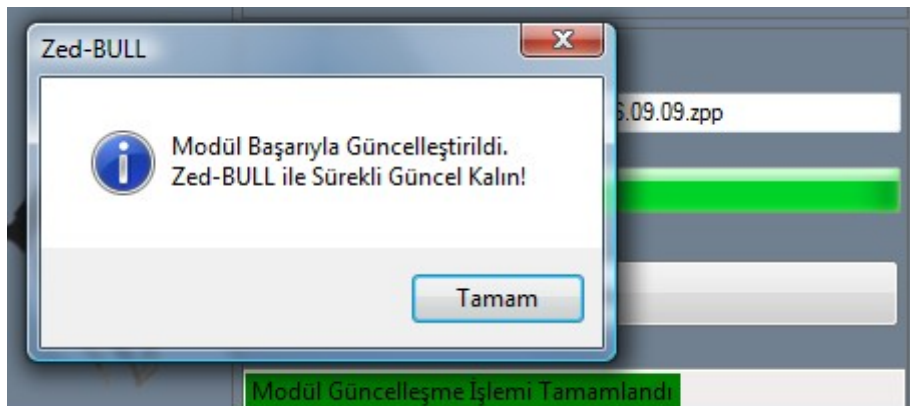 Zed-BULL
6.09.09.zpp
Modül Başarıyla Güncelleştirildi.
Zed-BULL ile Sürekli Güncel Kalın!
Tamam
Modül Güncelleşme İşlemi Tamamlandı